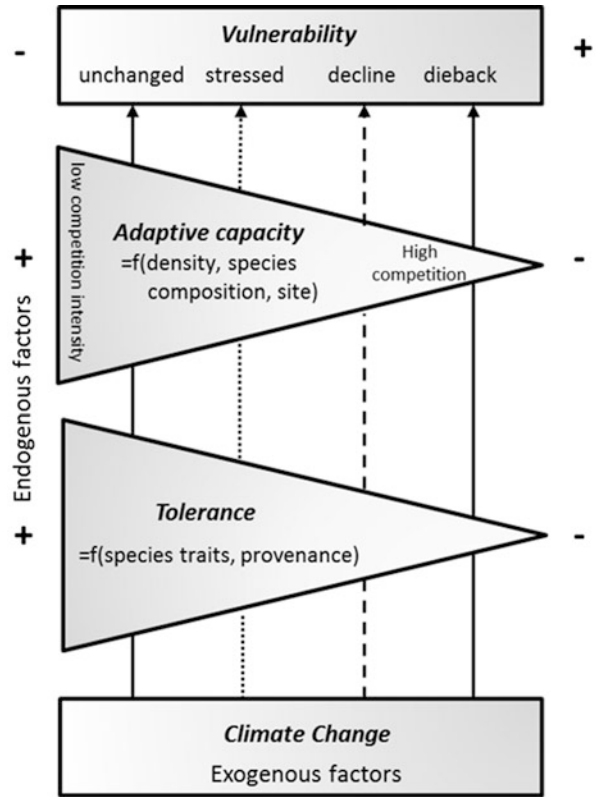 Vulnerability
-
+
unchanged stressed decline dieback
low competition intensity
Adaptive capacity
=f(density, species
composition, site)
High
competition
+
-
Endogenous factors
Tolerance
=f(species traits, provenance)
+
-
Climate Change
Exogenous factors